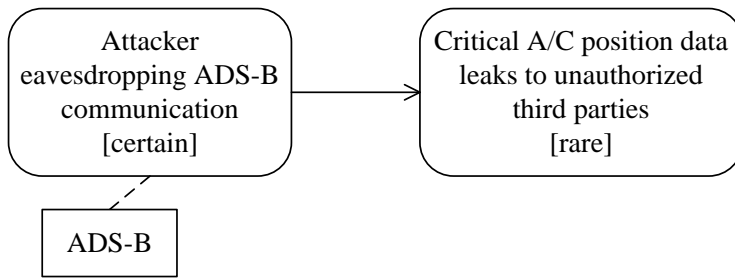 Attacker
eavesdropping ADS-B
communication
[certain]
Critical A/C position data
leaks to unauthorized
third parties
[rare]
ADS-B